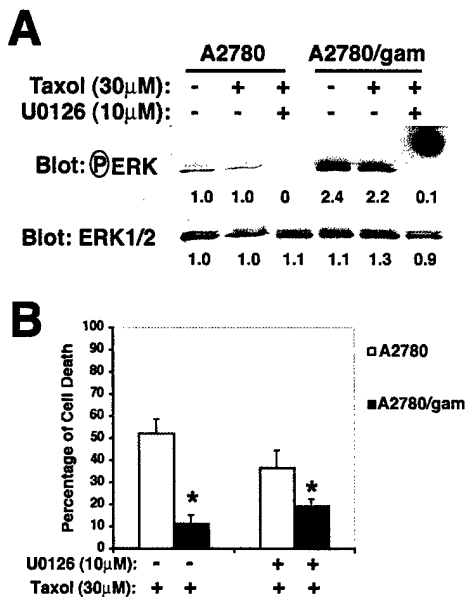 A
A2780 A2780/gam
Taxol (30μM): - + + - + +
U0126 (10μM): - - + - - +
Blot: ⓅERK
1.0 1.0 0 2.4 2.2 0.1
Blot: ERK1/2
1.0 1.0 1.1 1.1 1.3 0.9
B
100
90
80
70
60
50
40
30
20
10
0
Percentage of Cell Death
* *
A2780
A2780/gam
U0126 (10μM): - - + +
Taxol (30μM): + + + +